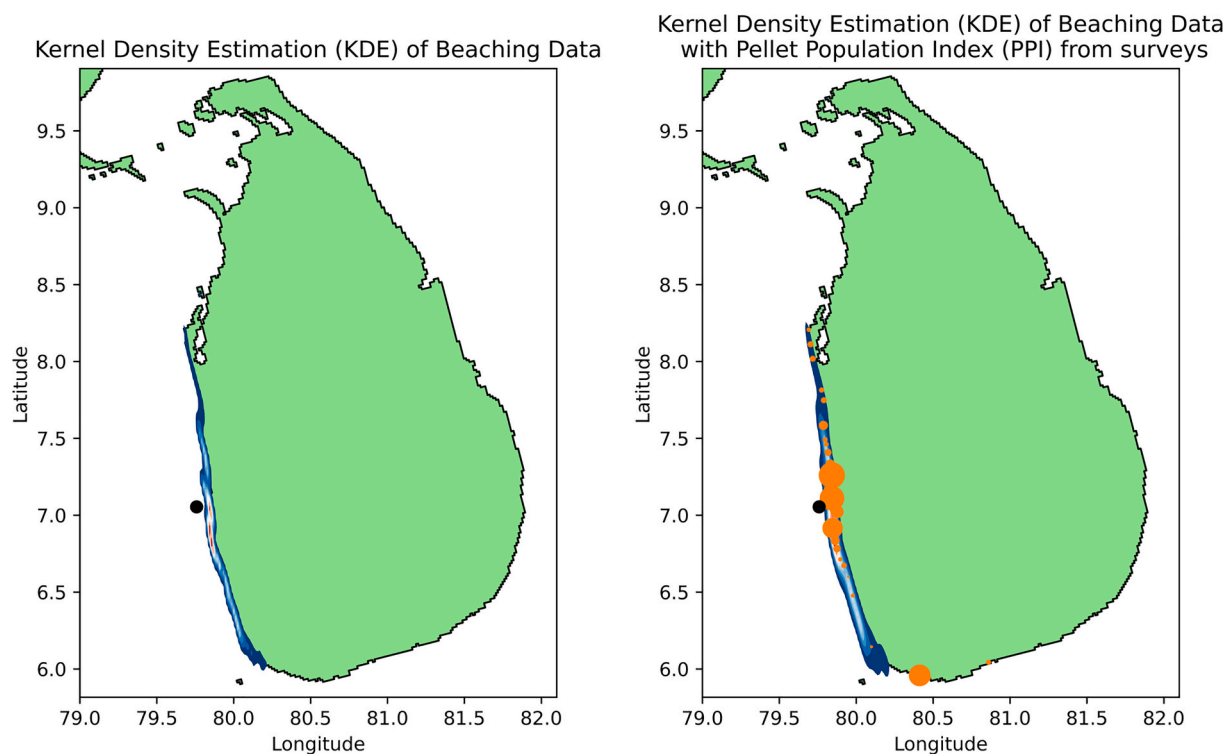 Kernel Density Estimation (KDE) of Beaching Data
9.5
9.0
8.5
8.0
7.5
7.0
6.5
6.0
Latitude
79.0 79.5 80.0 80.5 81.0 81.5 82.0
Longitude
Kernel Density Estimation (KDE) of Beaching Data
with Pellet Population Index (PPI) from surveys
9.5
9.0
8.5
8.0
7.5
7.0
6.5
6.0
Latitude
79.0 79.5 80.0 80.5 81.0 81.5 82.0
Longitude